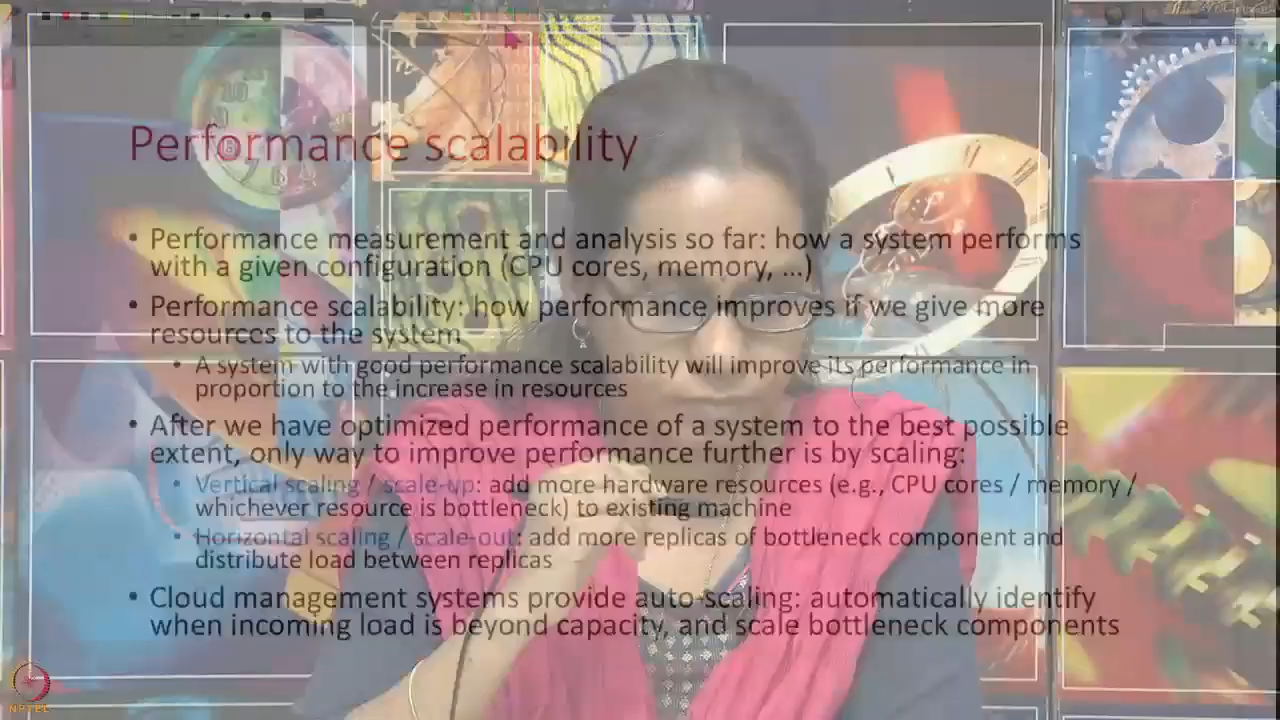 Performance scalability
• Performance measurement and analysis so far: how a system performs
with a given configuration (CPU cores, memory, ...)
• Performance scalability: how performance improves if we give more
resources to the system
• A system with good performance scalability will improve its performance in
proportion to the increase in resources
• After we have optimized performance of a system to the best possible
extent, only way to improve performance further is by scaling:
• Vertical scaling / scale-up: add more hardware resources (e.g., CPU cores / memory /
whichever resource is bottleneck) to existing machine
• Horizontal scaling / scale-out: add more replicas of bottleneck component and
distribute load between replicas
• Cloud management systems provide auto-scaling: automatically identify
when incoming load is beyond capacity, and scale bottleneck components
NPTEL